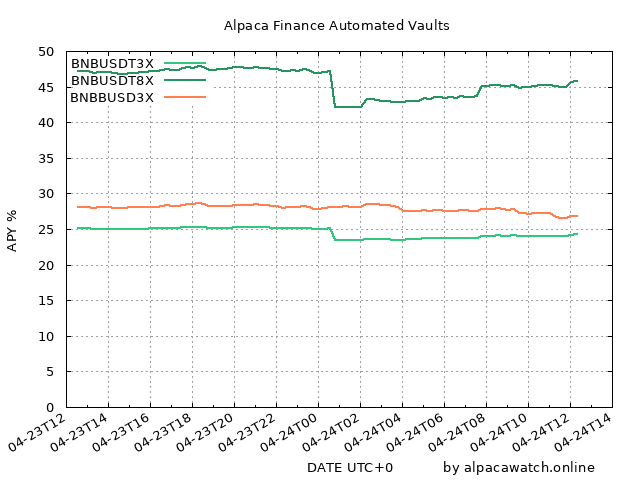 Alpaca Finance Automated Vaults
50
45
40
35
30
25
20
15
10
5
0
APY %
BNBUSDT3X
BNBUSDT8X
BNBBUSD3X
04-23T12
04-23T14
04-23T16
04-23T18
04-23T20
04-23T22
04-24T00
04-24T02
04-24T04
04-24T06
04-24T08
04-24T10
04-24T12
04-24T14
DATE UTC+0
by alpacawatch.online